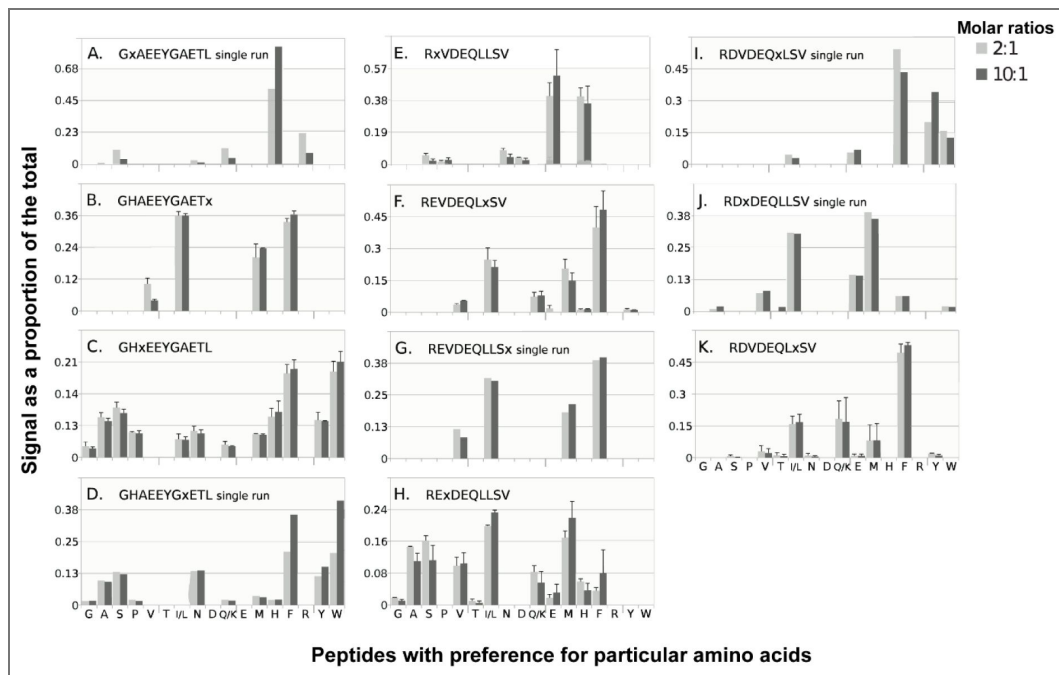 Molar ratios
2:1
10:1
Signal as a proportion of the total
A. GxAEEYGAETL single run
0.68
0.45
0.23
0
B. GHAEEYGAETx
0.36
0.24
0.12
0
C. GHxEEYGAETL
0.21
0.14
0.13
0
D. GHAEEYGxETL single run
0.38
0.25
0.13
0
G A S P V T I/L N D Q/K E M H F R Y W
E. RxVDEQLLSV
0.57
0.38
0.19
0
F. REVDEQLxSV
0.45
0.3
0.15
0
G. REVDEQLLSx single run
0.38
0.25
0.13
0
H. RExDEQLLSV
0.24
0.16
0.08
0
G A S P V T I/L N D Q/K E M H F R Y W
I. RDVDEQxLSV single run
0.45
0.3
0.15
0
J. RDxDEQLLSV single run
0.38
0.25
0.13
0
K. RDVDEQLxSV
0.45
0.3
0.15
0
G A S P V T I/L N D Q/K E M H F R Y W
Peptides with preference for particular amino acids